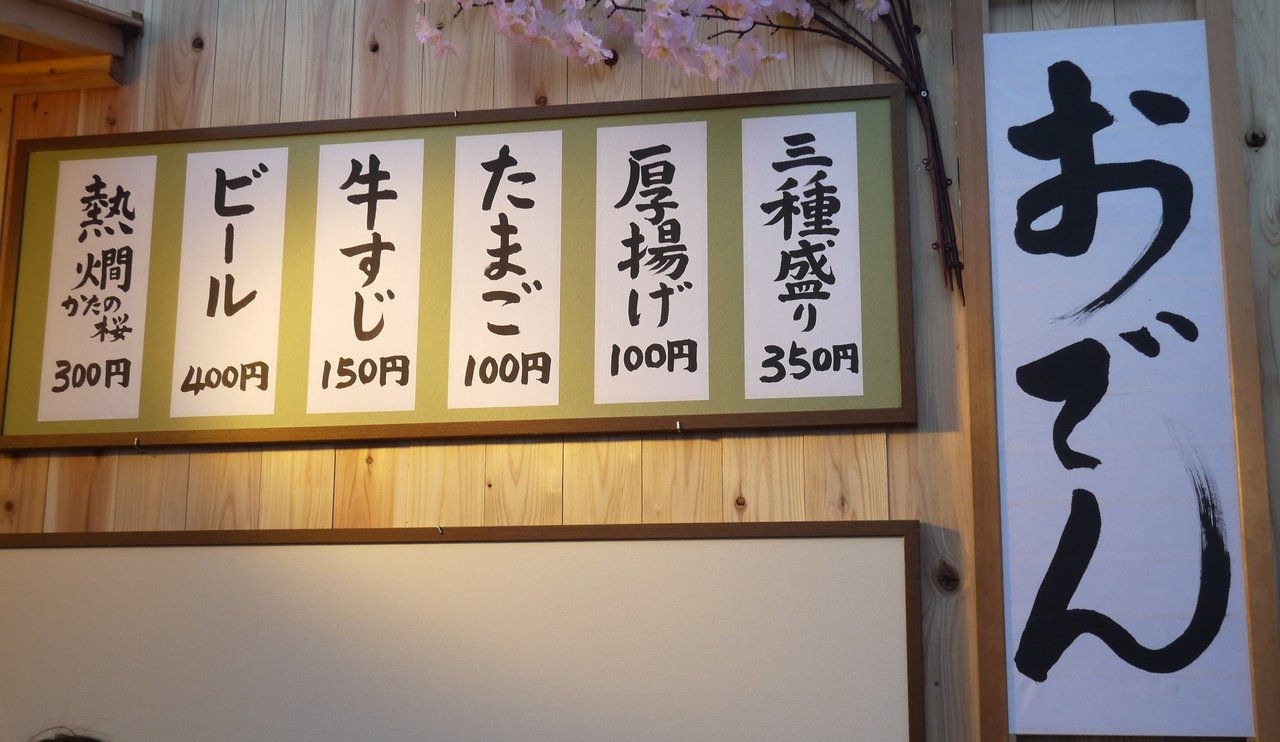 おでん
三種盛り
350円
厚揚げ
100円
たまご
100円
牛すじ
150円
ビール
400円
熱燗
かたの
桜
300円